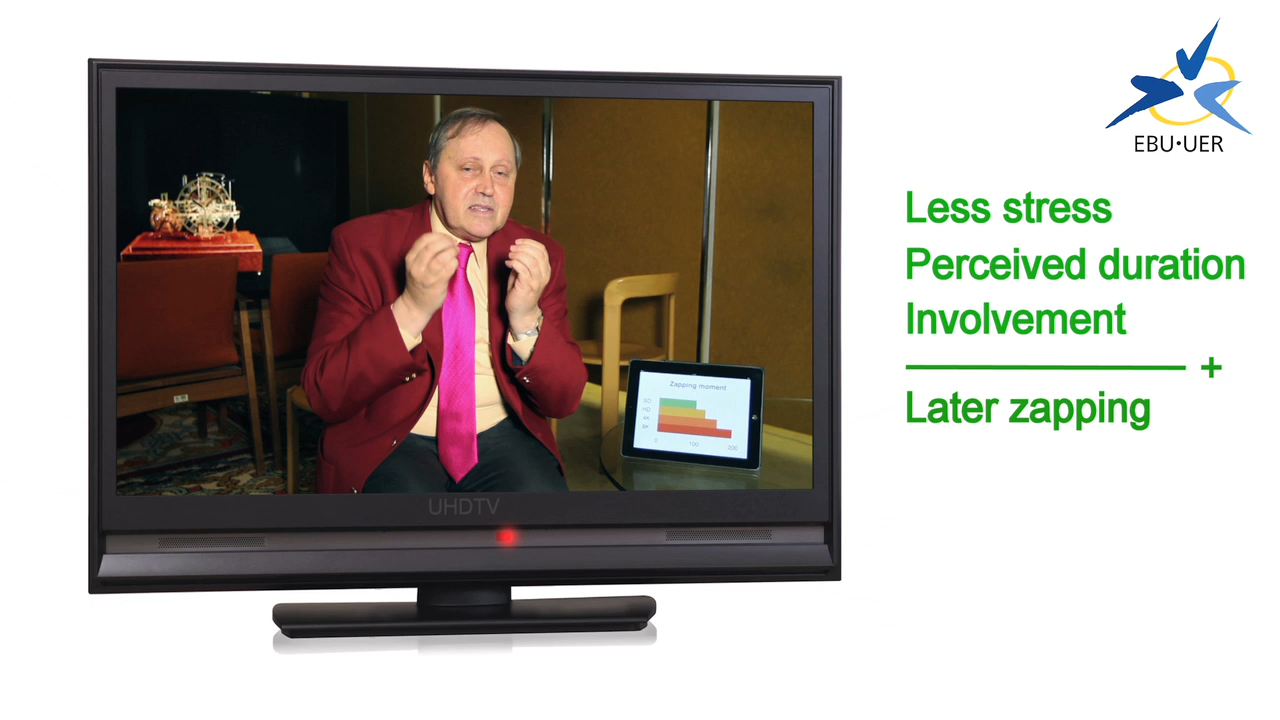 EBU•UER
Less stress
Perceived duration
Involvement
+
Later zapping
Zapping moment
SD
HD
4K
8K
0 100 200
UHDTV